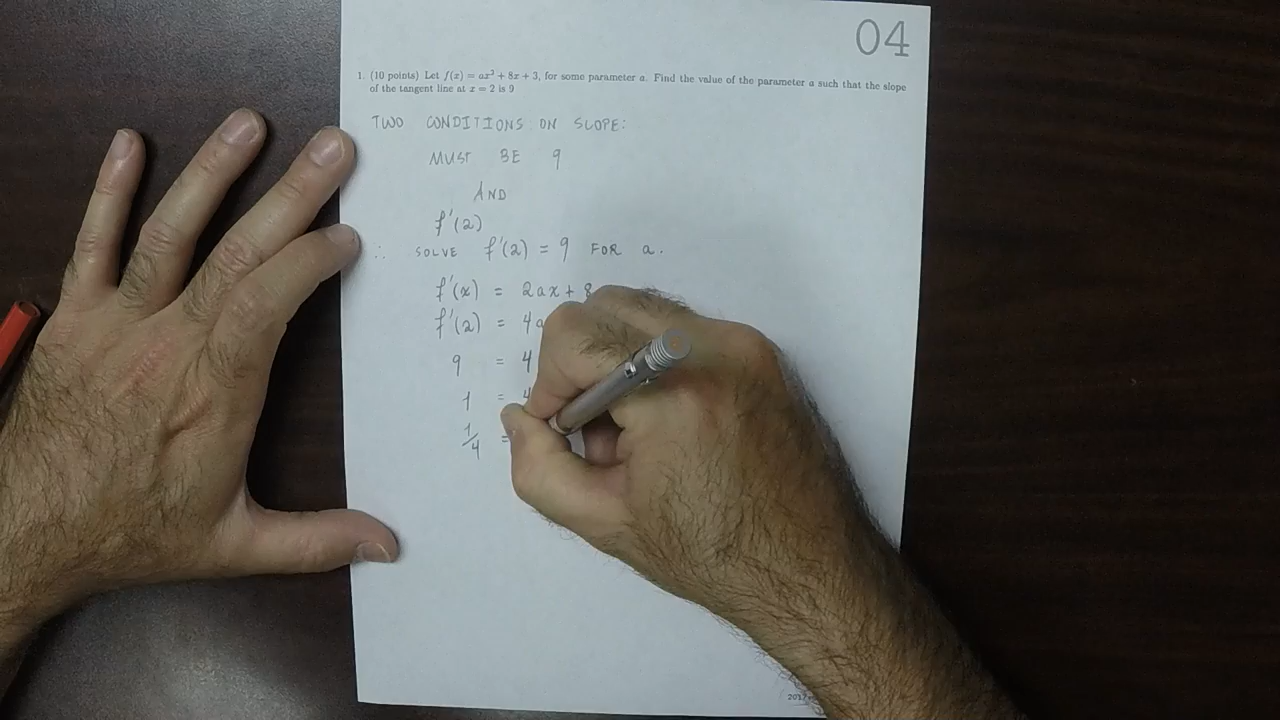 04
1. (10 points) Let f(x) = ax² + 8x + 3, for some parameter a. Find the value of the parameter a such that the slope
of the tangent line at x = 2 is 9
TWO CONDITIONS ON SLOPE:
MUST BE 9
AND
f'(2)
∴ SOLVE f'(2) = 9 FOR a.
f'(x) = 2ax + 8
f'(2) = 4a
9 = 4
1 = 4
1/4 =